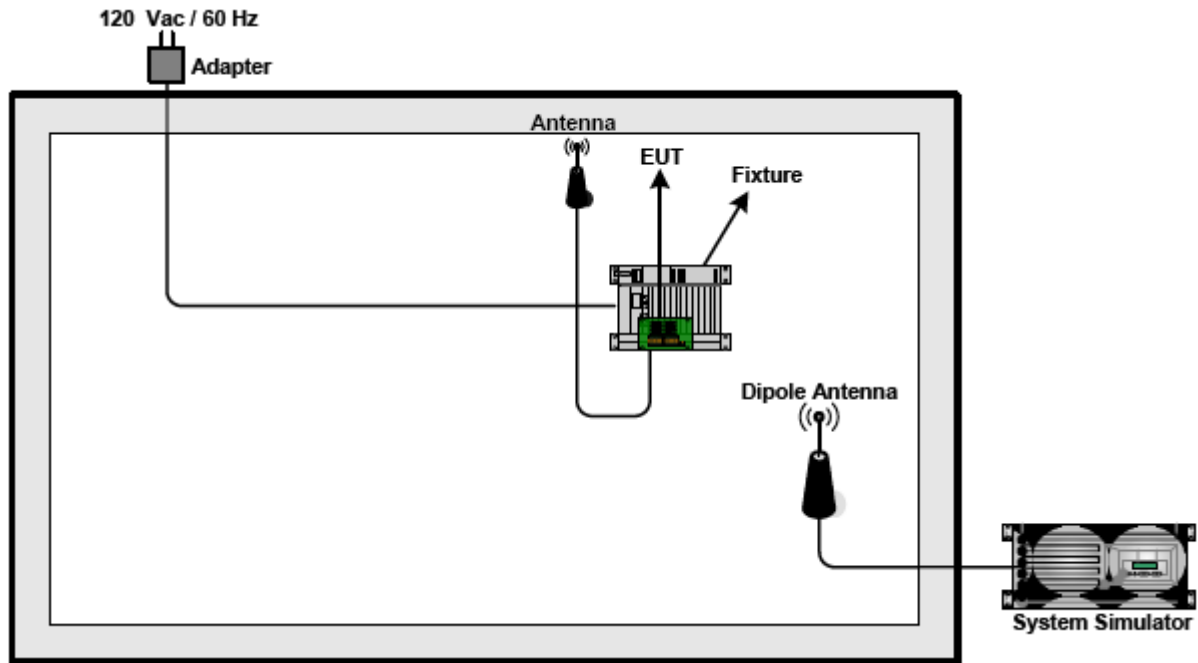 120 Vac / 60 Hz
Adapter
Antenna
EUT
Fixture
Dipole Antenna
System Simulator